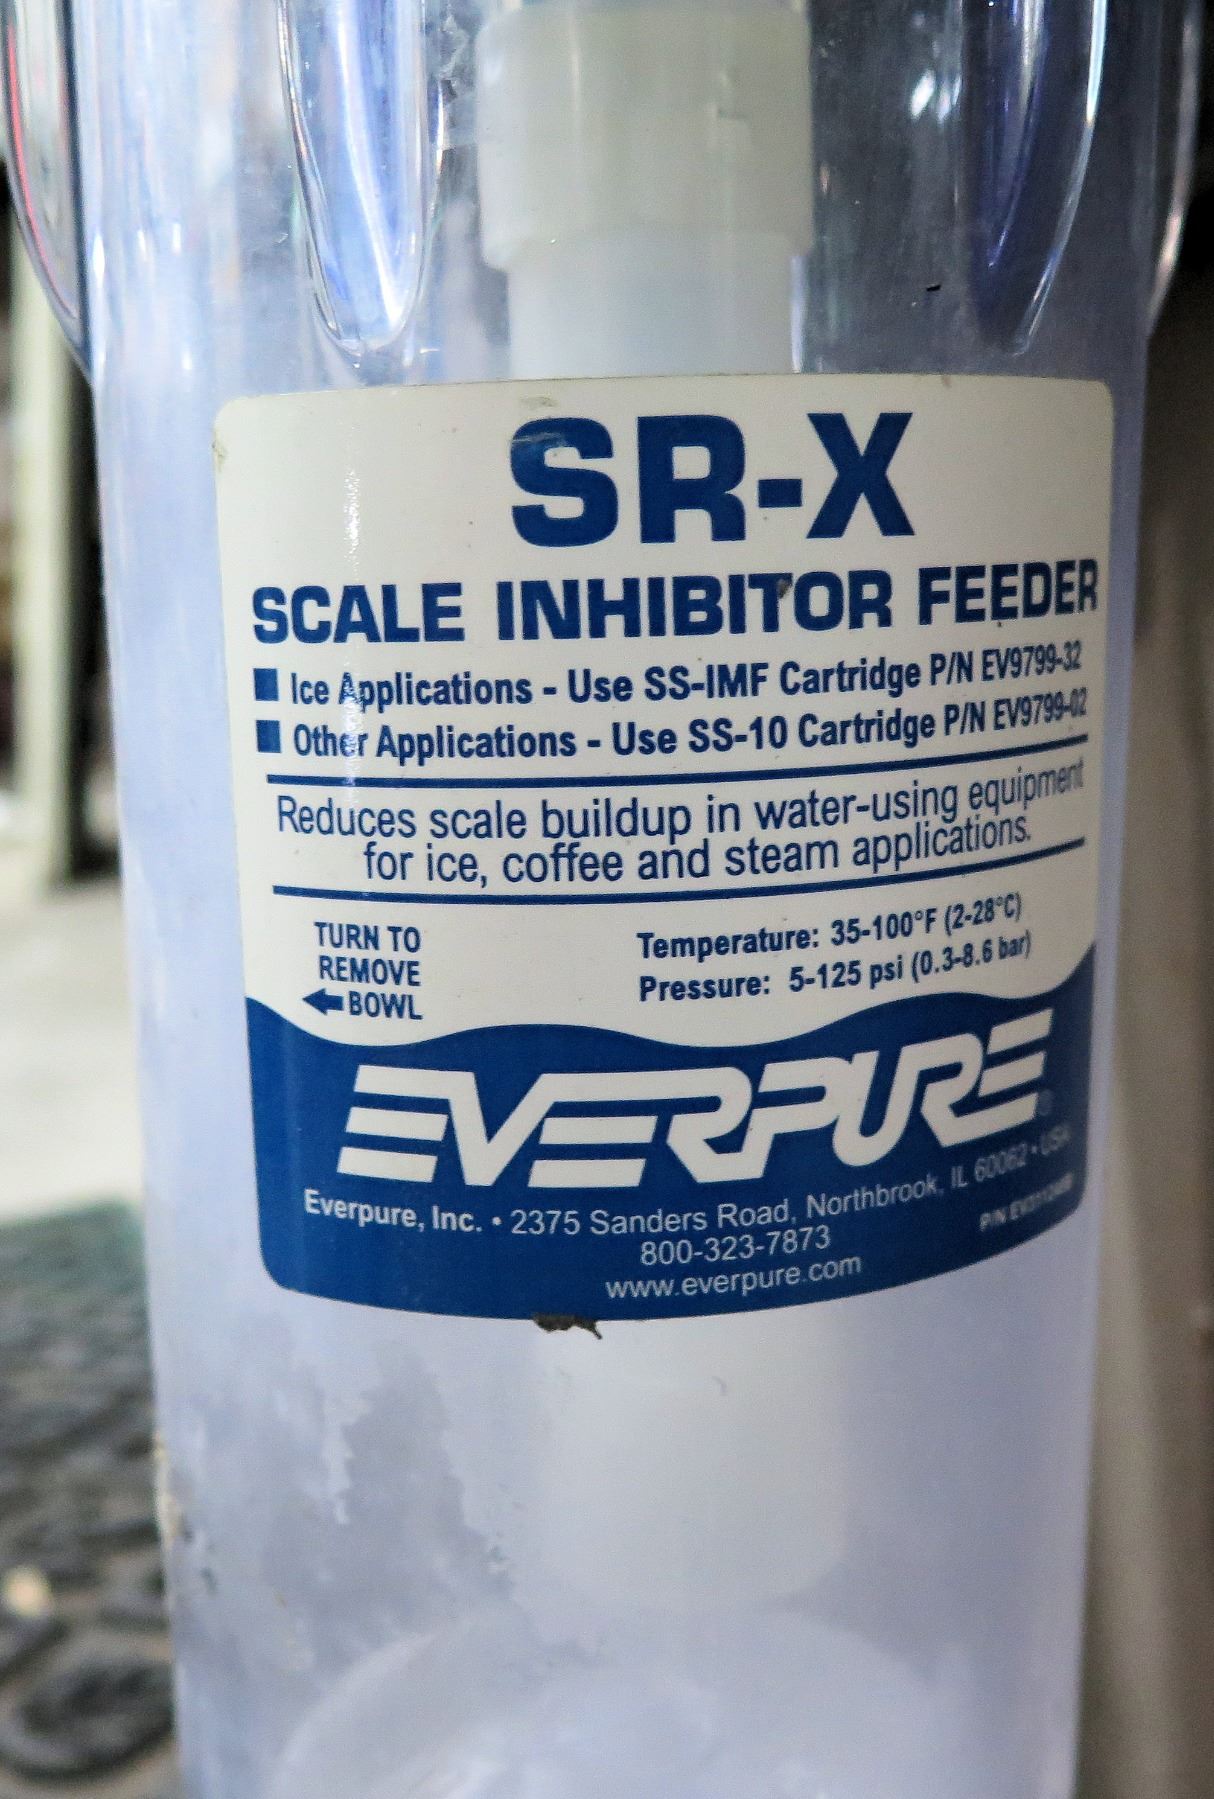 SR-X
SCALE INHIBITOR FEEDER
■ Ice Applications - Use SS-IMF Cartridge P/N EV9799-32
■ Other Applications - Use SS-10 Cartridge P/N EV9799-02
Reduces scale buildup in water-using equipment
for ice, coffee and steam applications.
TURN TO
REMOVE
← BOWL
Temperature: 35-100°F (2-28°C)
Pressure: 5-125 psi (0.3-8.6 bar)
EVERPURE®
Everpure, Inc. • 2375 Sanders Road, Northbrook, IL 60062 • USA
800-323-7873
www.everpure.com
P/N